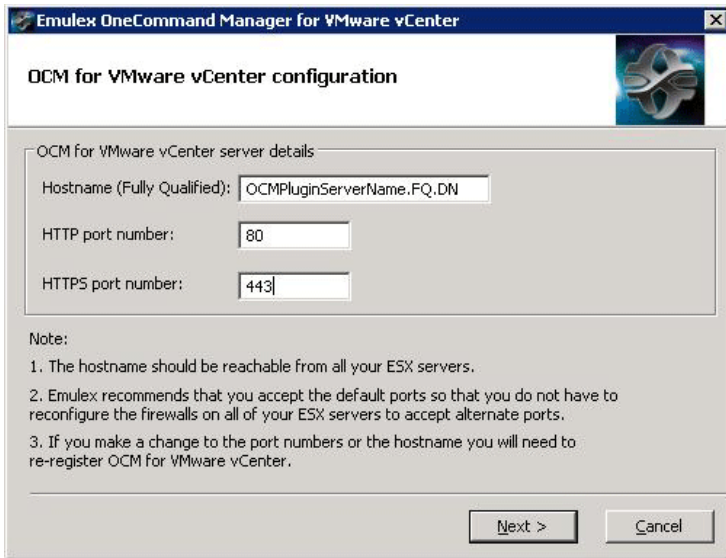 Emulex OneCommand Manager for VMware vCenter
OCM for VMware vCenter configuration
OCM for VMware vCenter server details
Hostname (Fully Qualified): OCMPluginServerName.FQ.DN
HTTP port number: 80
HTTPS port number: 443
Note:
1. The hostname should be reachable from all your ESX servers.
2. Emulex recommends that you accept the default ports so that you do not have to
reconfigure the firewalls on all of your ESX servers to accept alternate ports.
3. If you make a change to the port numbers or the hostname you will need to
re-register OCM for VMware vCenter.
Next > Cancel